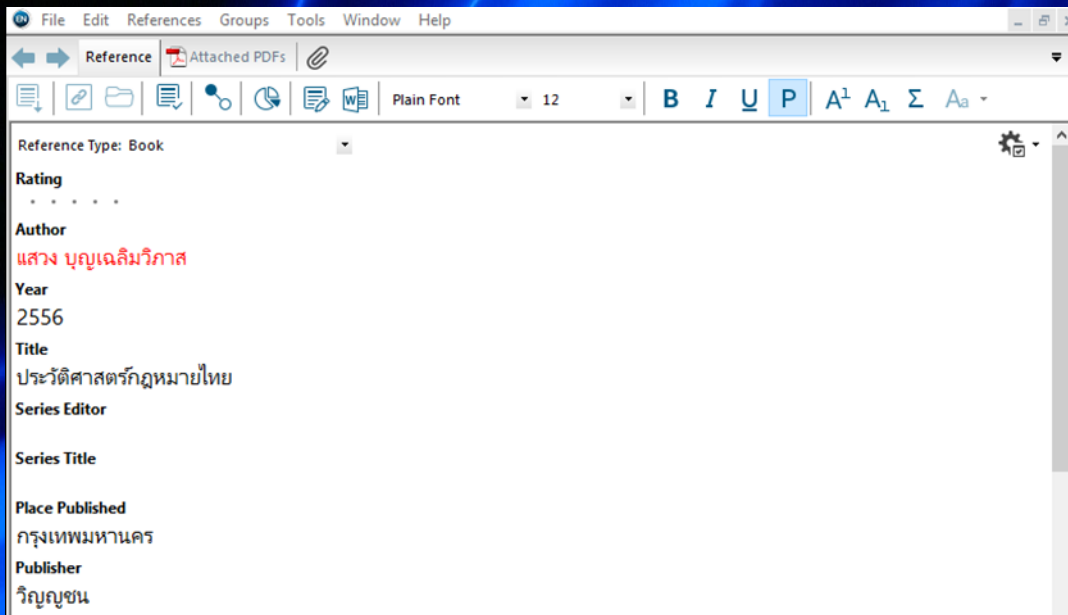 EN File Edit References Groups Tools Window Help
Reference Attached PDFs
Plain Font 12 B I U P A1 A1 Σ Aa
Reference Type: Book
Rating
Author
แสวง บุญเฉลิมวิภาส
Year
2556
Title
ประวัติศาสตร์กฎหมายไทย
Series Editor
Series Title
Place Published
กรุงเทพมหานคร
Publisher
วิญญูชน